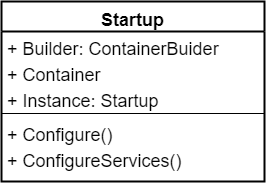 Startup
+ Builder: ContainerBuider
+ Container
+ Instance: Startup
+ Configure()
+ ConfigureServices()